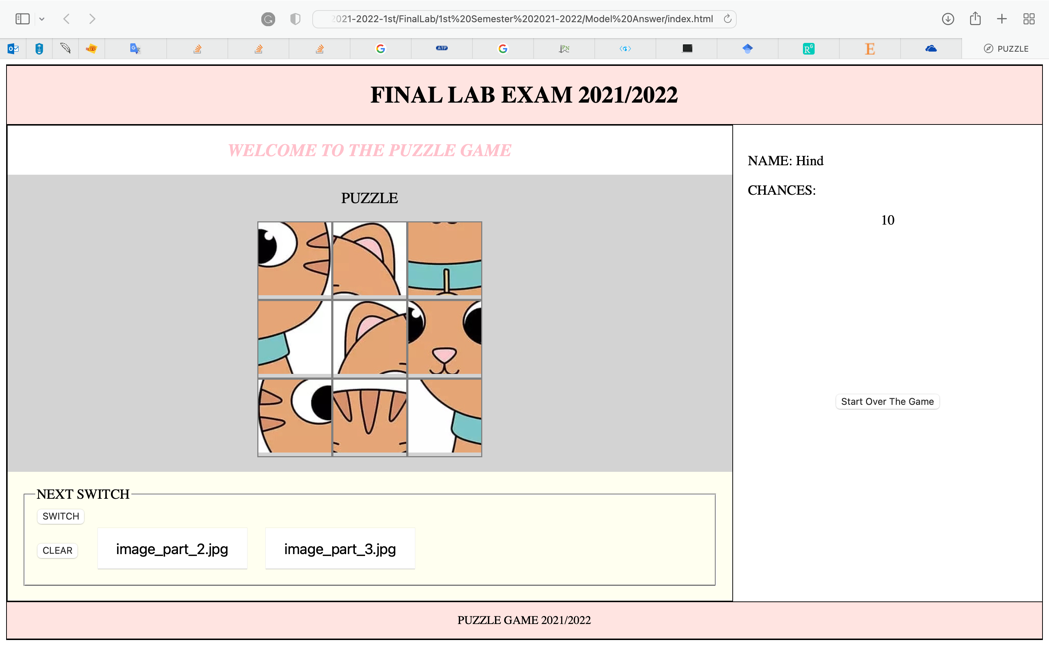 :021-2022-1st/FinalLab/1st%20Semester%202021-2022/Model%20Answer/index.html
ATP
G
G
R
E
PUZZLE
FINAL LAB EXAM 2021/2022
WELCOME TO THE PUZZLE GAME
PUZZLE
NAME: Hind
CHANCES:
10
Start Over The Game
NEXT SWITCH
SWITCH
CLEAR image_part_2.jpg image_part_3.jpg
PUZZLE GAME 2021/2022